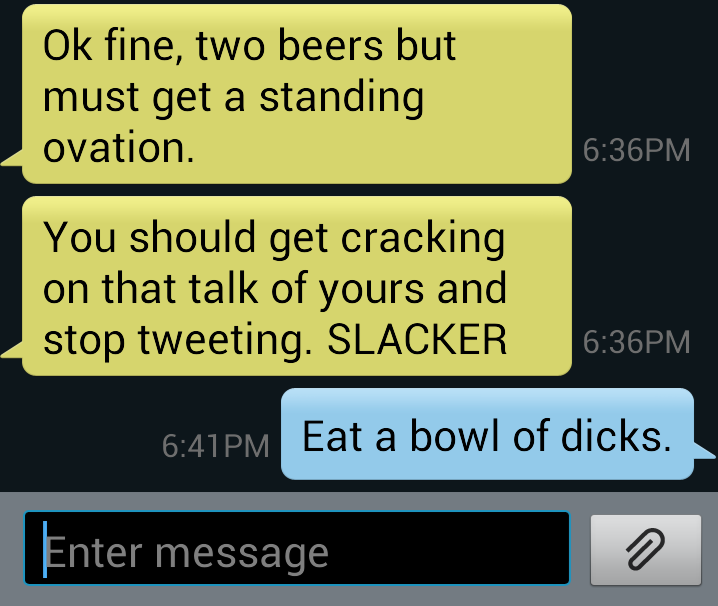 Ok fine, two beers but
must get a standing
ovation.
6:36PM
You should get cracking
on that talk of yours and
stop tweeting. SLACKER
6:36PM
6:41PM
Eat a bowl of dicks.
Enter message